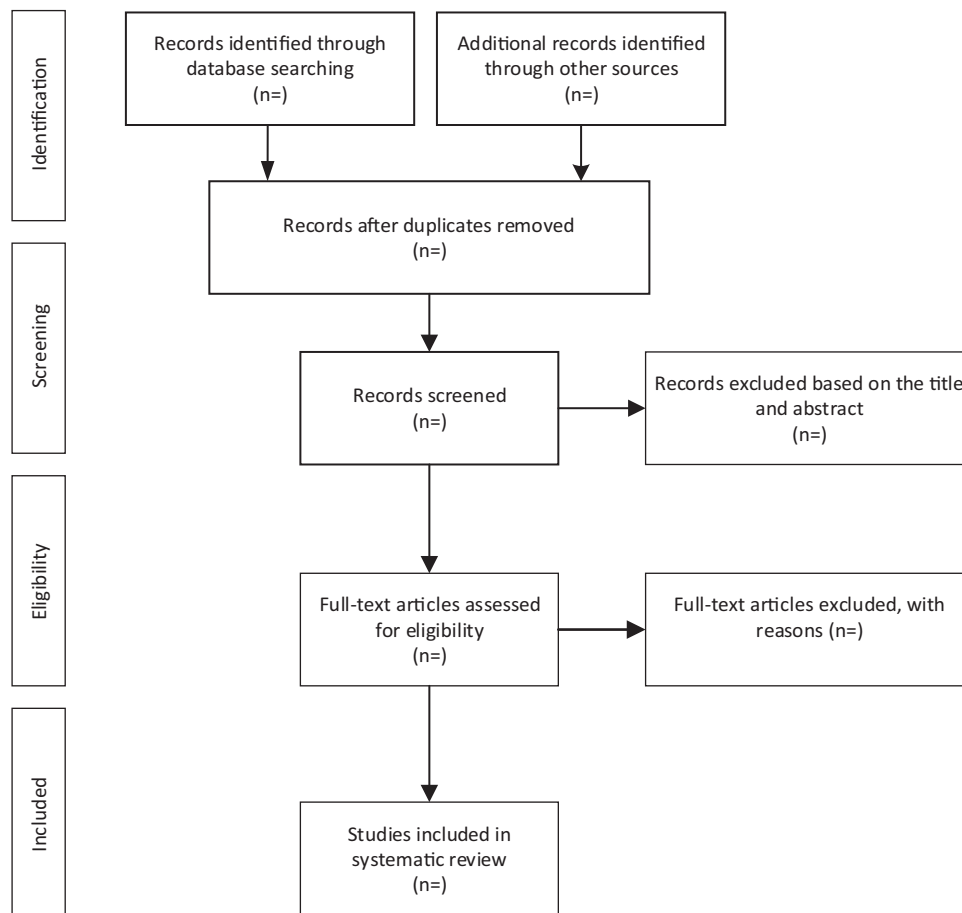 Identification
Records identified through
database searching
(n=)
Additional records identified
through other sources
(n=)
Records after duplicates removed
(n=)
Screening
Records screened
(n=)
Records excluded based on the title
and abstract
(n=)
Eligibility
Full-text articles assessed
for eligibility
(n=)
Full-text articles excluded, with
reasons (n=)
Included
Studies included in
systematic review
(n=)